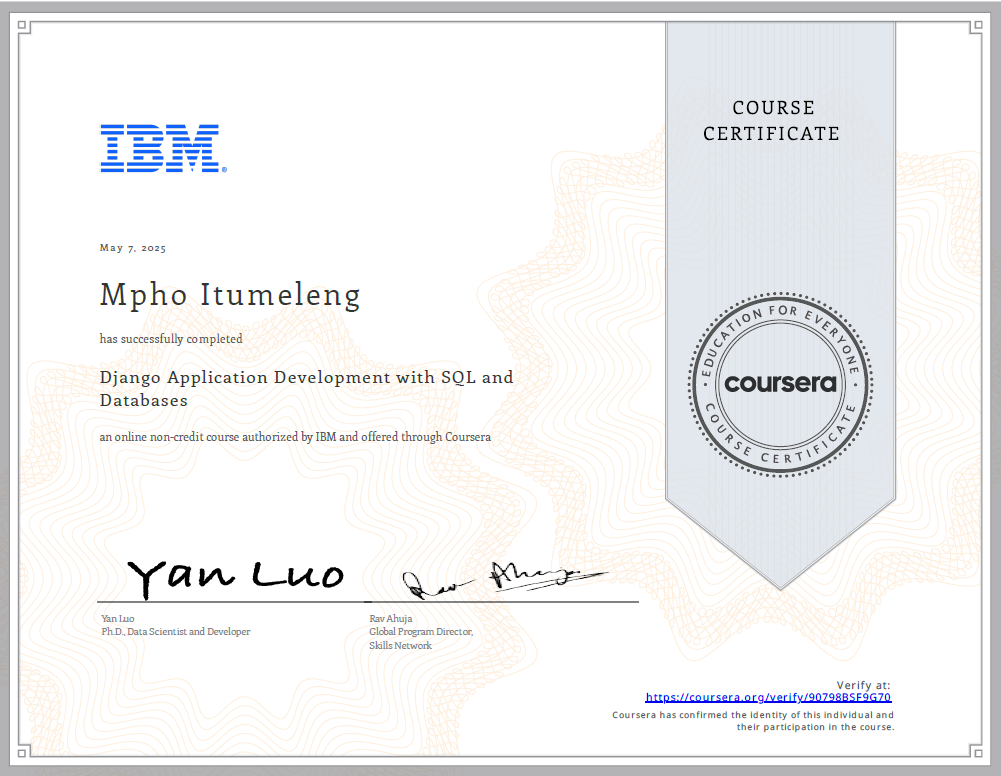 COURSE
CERTIFICATE
IBM®
May 7, 2025
Mpho Itumeleng
has successfully completed
Django Application Development with SQL and
Databases
an online non-credit course authorized by IBM and offered through Coursera
EDUCATION FOR EVERYONE
coursera
COURSE CERTIFICATE
Yan Luo
Rav Ahuja
Yan Luo
Ph.D., Data Scientist and Developer
Rav Ahuja
Global Program Director,
Skills Network
Verify at:
https://coursera.org/verify/90798BSF9G70
Coursera has confirmed the identity of this individual and
their participation in the course.